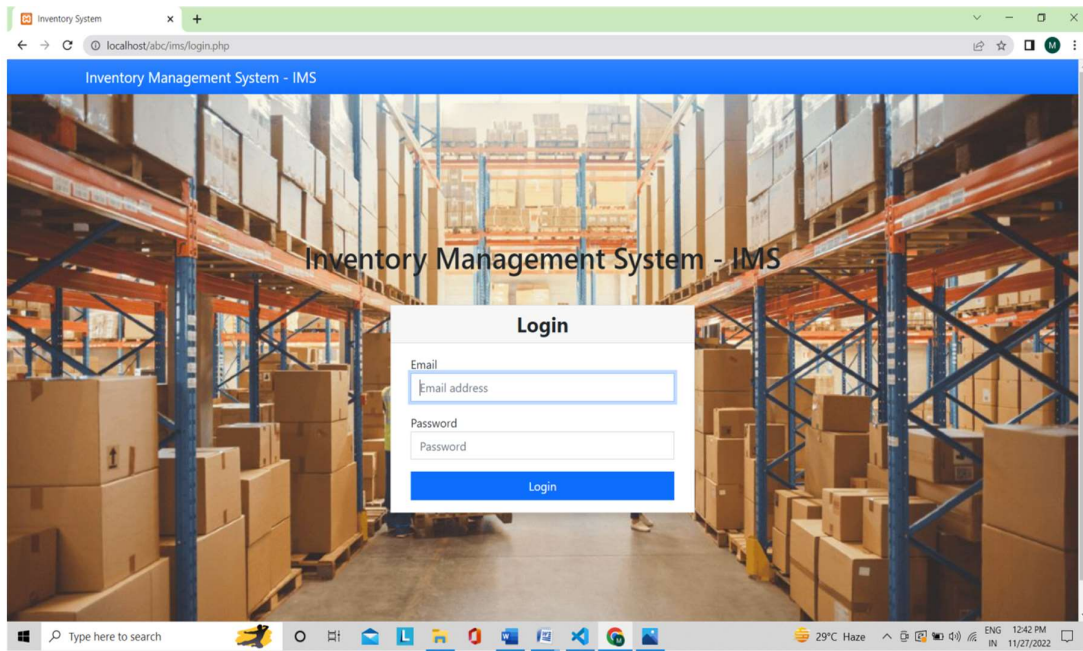 Inventory System
localhost/abc/ims/login.php
M
Inventory Management System - IMS
Inventory Management System - IMS
Login
Email
Email address
Password
Password
Login
Type here to search
29°C Haze
ENG
IN
12:42 PM
11/27/2022